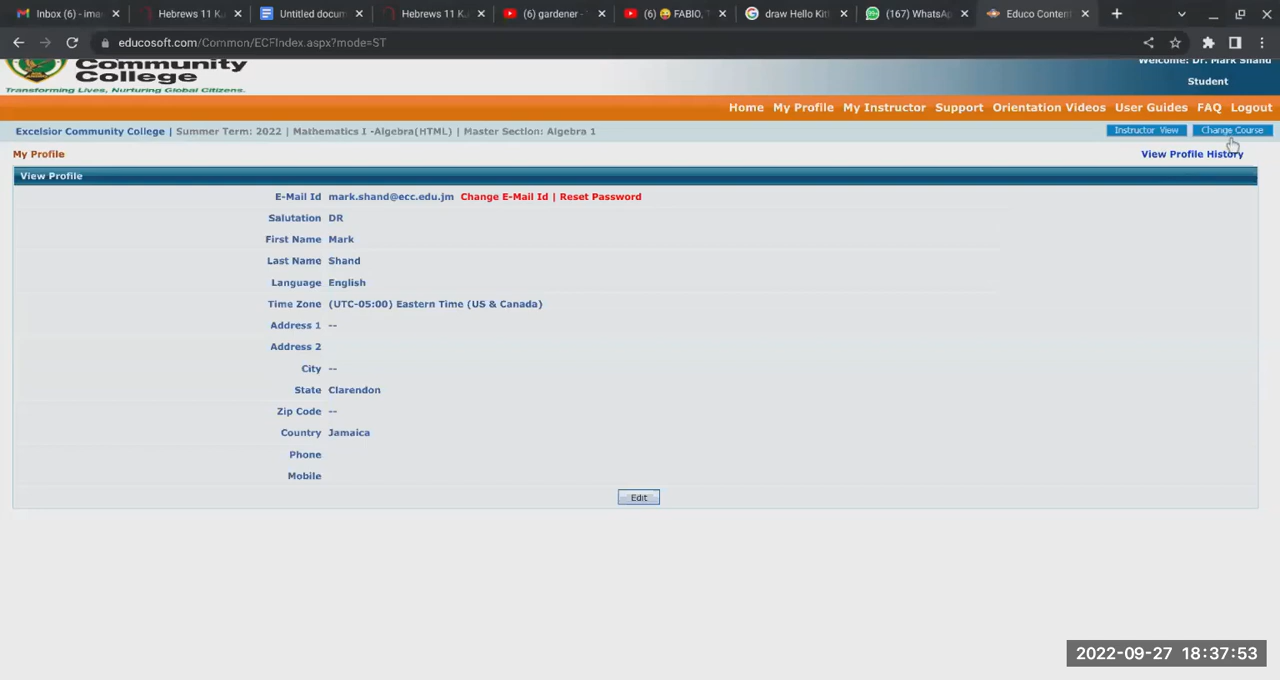 Inbox (6) - ima
Hebrews 11 KJ
Untitled docum
Hebrews 11 KJ
(6) gardener -
(6) 😜 FABIO,
draw Hello Kit
(167) WhatsA
Educo Content
educosoft.com/Common/ECFIndex.aspx?mode=ST
Community
College
Transforming Lives, Nurturing Global Citizens.
Welcome: Dr. Mark Shand
Student
Home My Profile My Instructor Support Orientation Videos User Guides FAQ Logout
Excelsior Community College | Summer Term: 2022 | Mathematics I -Algebra(HTML) | Master Section: Algebra 1
Instructor View Change Course
My Profile
View Profile History
View Profile
E-Mail Id mark.shand@ecc.edu.jm Change E-Mail Id | Reset Password
Salutation DR
First Name Mark
Last Name Shand
Language English
Time Zone (UTC-05:00) Eastern Time (US & Canada)
Address 1 --
Address 2
City --
State Clarendon
Zip Code --
Country Jamaica
Phone
Mobile
Edit
2022-09-27 18:37:53